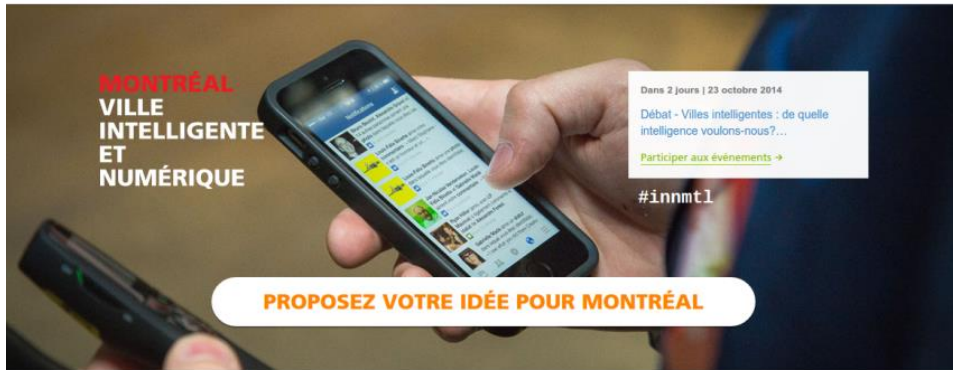 MONTRÉAL
VILLE
INTELLIGENTE
ET
NUMÉRIQUE
Dans 2 jours | 23 octobre 2014
Débat - Villes intelligentes : de quelle
intelligence voulons-nous?...
Participer aux événements →
#innmtl
Notifications
PROPOSEZ VOTRE IDÉE POUR MONTRÉAL